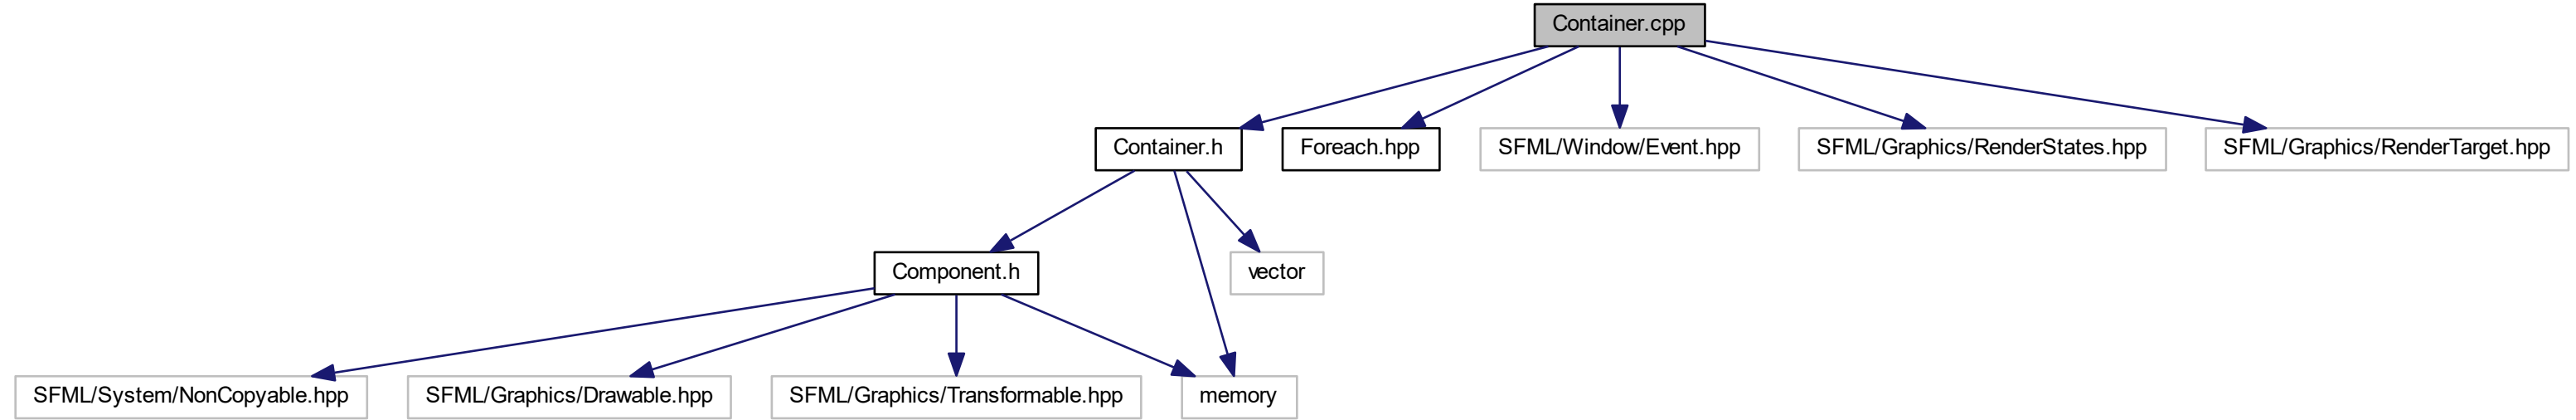 Container.cpp
Container.h
Foreach.hpp
SFML/Window/Event.hpp
SFML/Graphics/RenderStates.hpp
SFML/Graphics/RenderTarget.hpp
Component.h
vector
SFML/System/NonCopyable.hpp
SFML/Graphics/Drawable.hpp
SFML/Graphics/Transformable.hpp
memory